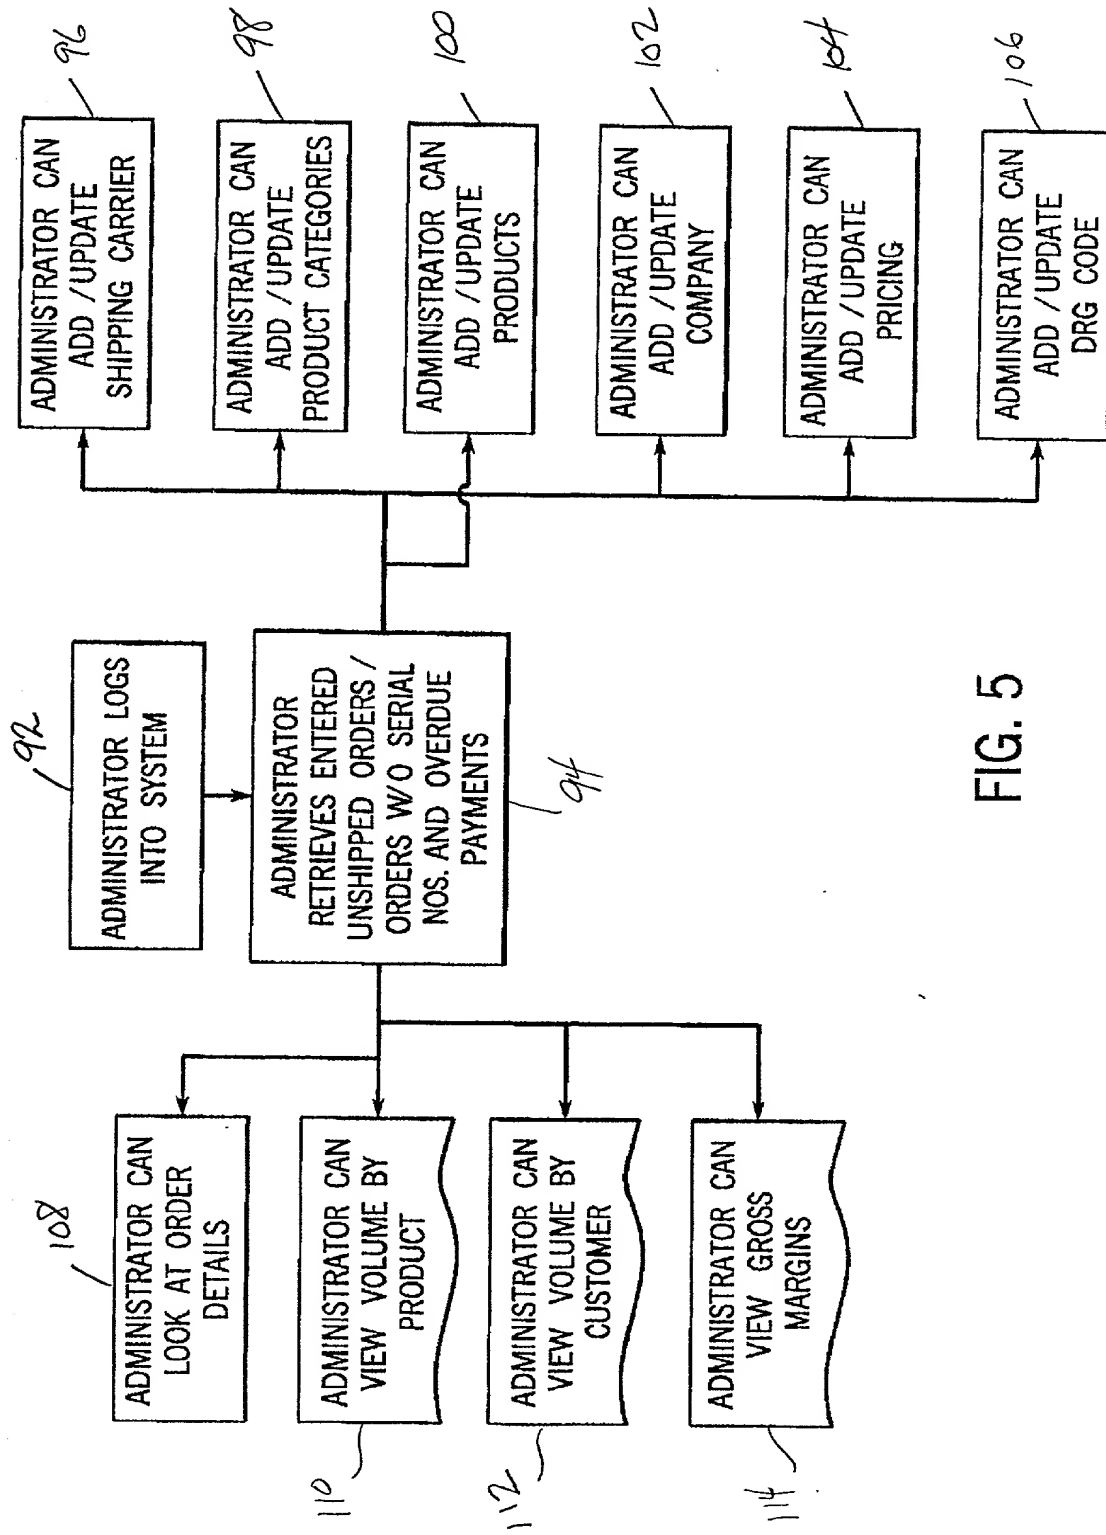 92
ADMINISTRATOR LOGS
INTO SYSTEM
ADMINISTRATOR
RETRIEVES ENTERED
UNSHIPPED ORDERS /
ORDERS W/O SERIAL
NOS. AND OVERDUE
PAYMENTS
94
108
ADMINISTRATOR CAN
LOOK AT ORDER
DETAILS
110
ADMINISTRATOR CAN
VIEW VOLUME BY
PRODUCT
112
ADMINISTRATOR CAN
VIEW VOLUME BY
CUSTOMER
114
ADMINISTRATOR CAN
VIEW GROSS
MARGINS
ADMINISTRATOR CAN
ADD /UPDATE
SHIPPING CARRIER
96
ADMINISTRATOR CAN
ADD /UPDATE
PRODUCT CATEGORIES
98
ADMINISTRATOR CAN
ADD /UPDATE
PRODUCTS
100
ADMINISTRATOR CAN
ADD /UPDATE
COMPANY
102
ADMINISTRATOR CAN
ADD /UPDATE
PRICING
104
ADMINISTRATOR CAN
ADD /UPDATE
DRG CODE
106
FIG. 5